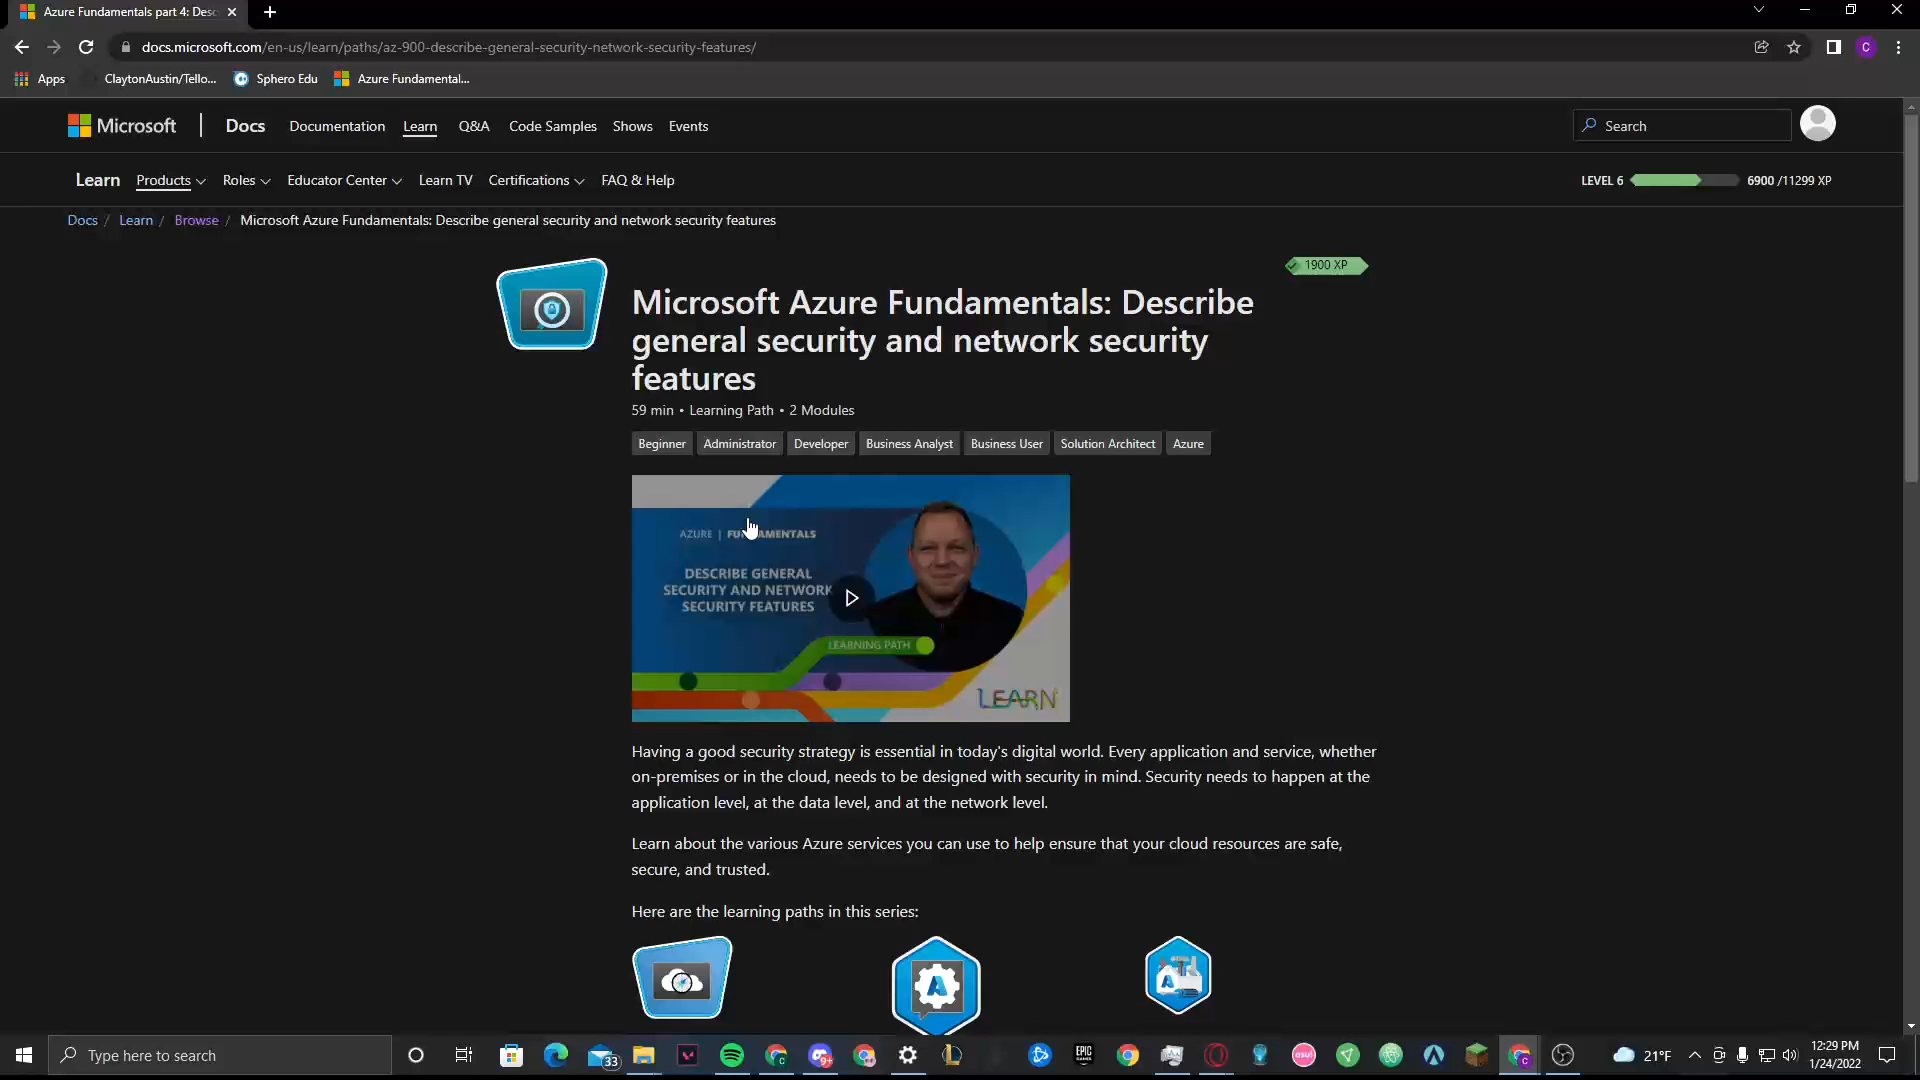 Azure Fundamentals part 4: Desc
docs.microsoft.com/en-us/learn/paths/az-900-describe-general-security-network-security-features/
C
Apps
ClaytonAustin/Tello...
Sphero Edu
Azure Fundamental...
Microsoft
Docs
Documentation
Learn
Q&A
Code Samples
Shows
Events
Search
Learn
Products
Roles
Educator Center
Learn TV
Certifications
FAQ & Help
LEVEL 6
6900 /11299 XP
Docs / Learn / Browse / Microsoft Azure Fundamentals: Describe general security and network security features
1900 XP
Microsoft Azure Fundamentals: Describe
general security and network security
features
59 min • Learning Path • 2 Modules
Beginner
Administrator
Developer
Business Analyst
Business User
Solution Architect
Azure
AZURE | FUNDAMENTALS
DESCRIBE GENERAL
SECURITY AND NETWORK
SECURITY FEATURES
LEARNING PATH
LEARN
Having a good security strategy is essential in today's digital world. Every application and service, whether
on-premises or in the cloud, needs to be designed with security in mind. Security needs to happen at the
application level, at the data level, and at the network level.
Learn about the various Azure services you can use to help ensure that your cloud resources are safe,
secure, and trusted.
Here are the learning paths in this series:
Type here to search
33
9+
EPIC
GAMES
osu!
21°F
12:29 PM
1/24/2022